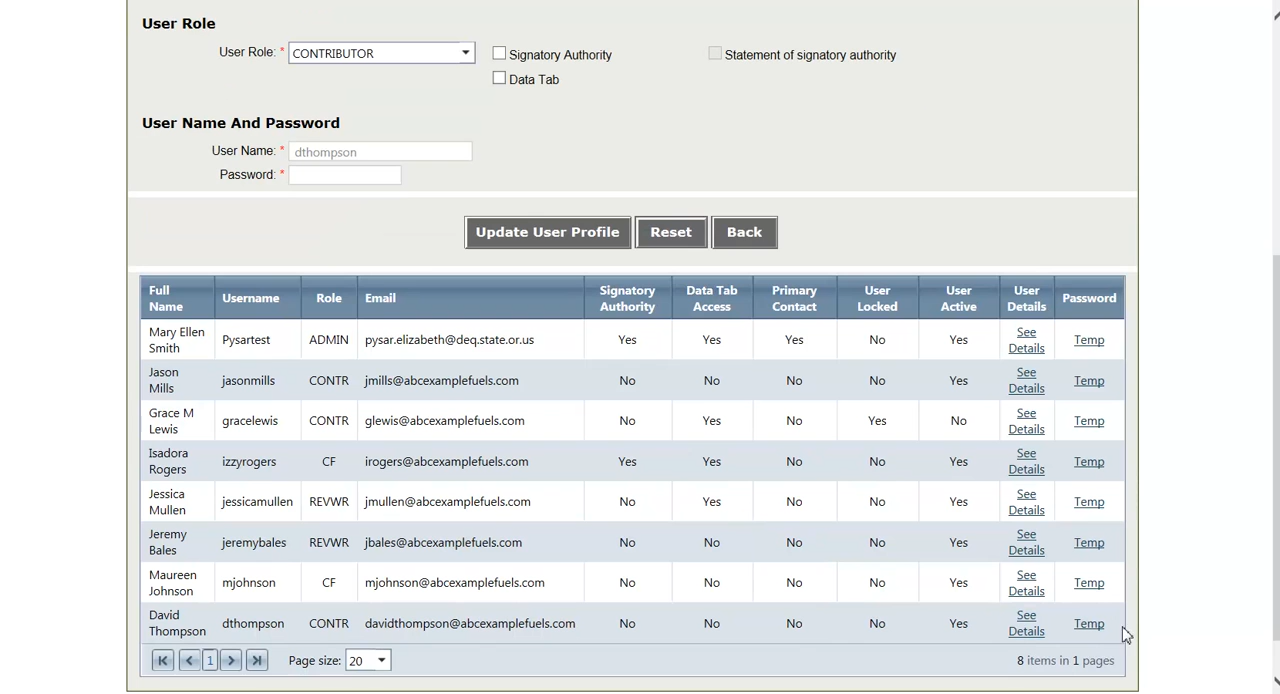 User Role
User Role: * CONTRIBUTOR Signatory Authority Statement of signatory authority
Data Tab
User Name And Password
User Name: * dthompson
Password: *
Update User Profile Reset Back
Full Name Username Role Email Signatory Authority Data Tab Access Primary Contact User Locked User Active User Details Password
Mary Ellen Smith Pysartest ADMIN pysar.elizabeth@deq.state.or.us Yes Yes Yes No Yes See Details Temp
Jason Mills jasonmills CONTR jmills@abcexamplefuels.com No No No No Yes See Details Temp
Grace M Lewis gracelewis CONTR glewis@abcexamplefuels.com No Yes No Yes No See Details Temp
Isadora Rogers izzyrogers CF irogers@abcexamplefuels.com Yes Yes No No Yes See Details Temp
Jessica Mullen jessicamullen REVWR jmullen@abcexamplefuels.com No Yes No No Yes See Details Temp
Jeremy Bales jeremybales REVWR jbales@abcexamplefuels.com No No No No Yes See Details Temp
Maureen Johnson mjohnson CF mjohnson@abcexamplefuels.com No No No No Yes See Details Temp
David Thompson dthompson CONTR davidthompson@abcexamplefuels.com No No No No Yes See Details Temp
1 Page size: 20 8 items in 1 pages